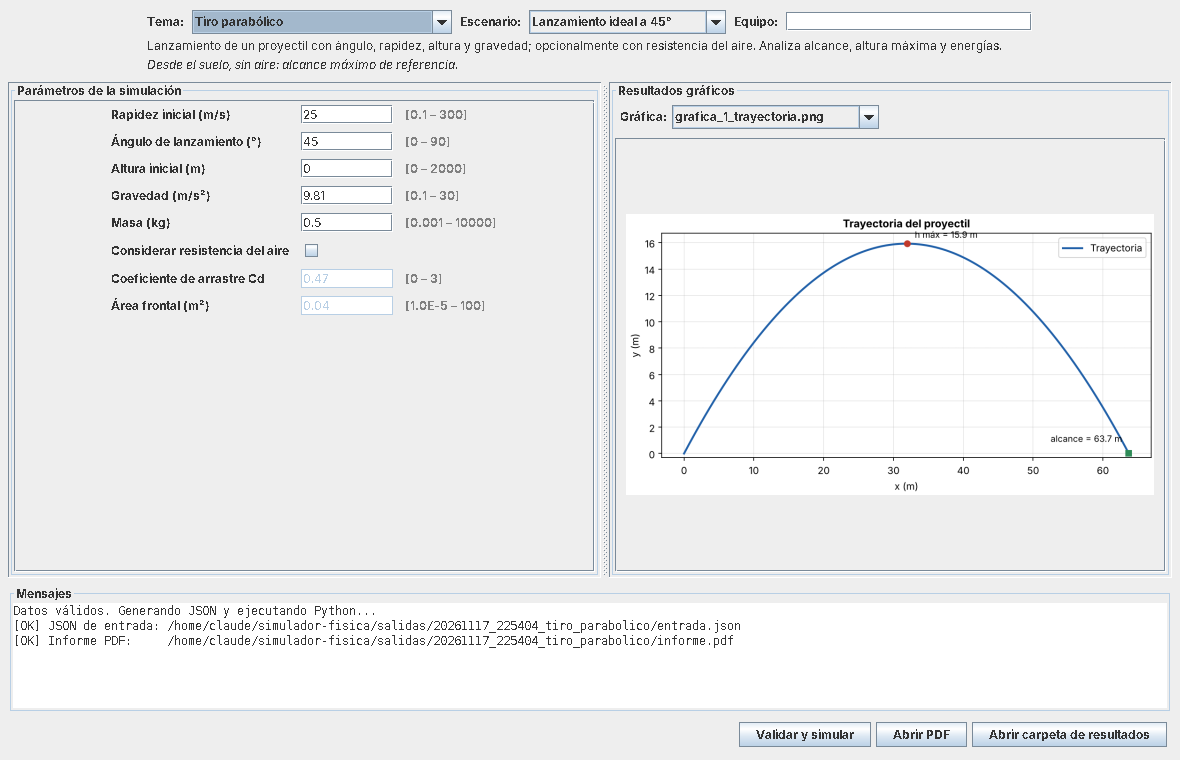 Tema: Tiro parabólico Escenario: Lanzamiento ideal a 45° Equipo:
Lanzamiento de un proyectil con ángulo, rapidez, altura y gravedad; opcionalmente con resistencia del aire. Analiza alcance, altura máxima y energías.
Desde el suelo, sin aire: alcance máximo de referencia.
Parámetros de la simulación
Rapidez inicial (m/s) 25 [0.1 – 300]
Ángulo de lanzamiento (°) 45 [0 – 90]
Altura inicial (m) 0 [0 – 2000]
Gravedad (m/s²) 9.81 [0.1 – 30]
Masa (kg) 0.5 [0.001 – 10000]
Considerar resistencia del aire
Coeficiente de arrastre Cd 0.47 [0 – 3]
Área frontal (m²) 0.04 [1.0E-5 – 100]
Resultados gráficos
Gráfica: grafica_1_trayectoria.png
Trayectoria del proyectil
h máx = 15.9 m
Trayectoria
16
14
12
10
8
6
4
2
0
y (m)
alcance = 63.7 m
0 10 20 30 40 50 60
x (m)
Mensajes
Datos válidos. Generando JSON y ejecutando Python...
[OK] JSON de entrada: /home/claude/simulador-fisica/salidas/20261117_225404_tiro_parabolico/entrada.json
[OK] Informe PDF: /home/claude/simulador-fisica/salidas/20261117_225404_tiro_parabolico/informe.pdf
Validar y simular Abrir PDF Abrir carpeta de resultados